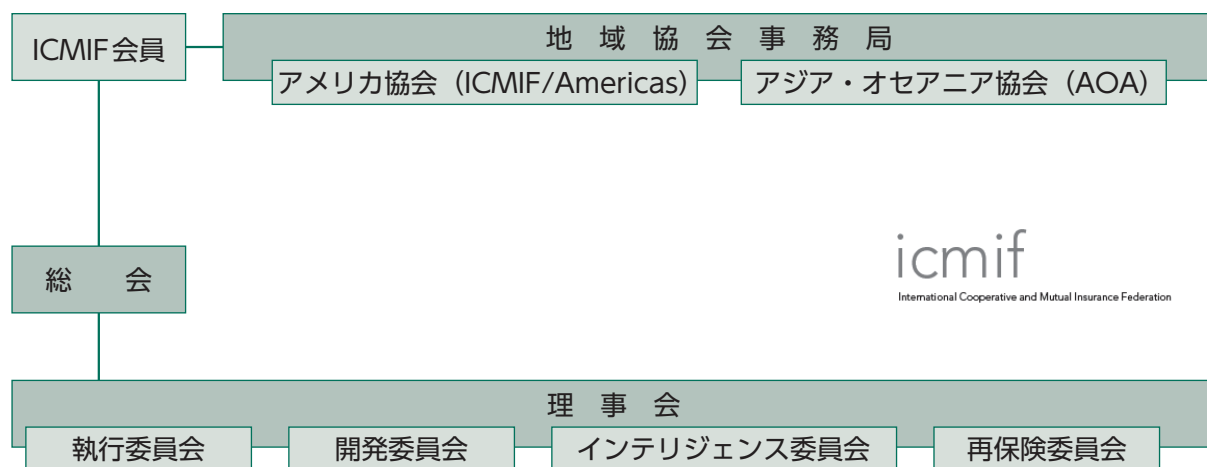 ICMIF会員
地域協会事務局
アメリカ協会（ICMIF/Americas）
アジア・オセアニア協会（AOA）
総会
icmif
International Cooperative and Mutual Insurance Federation
理事会
執行委員会
開発委員会
インテリジェンス委員会
再保険委員会